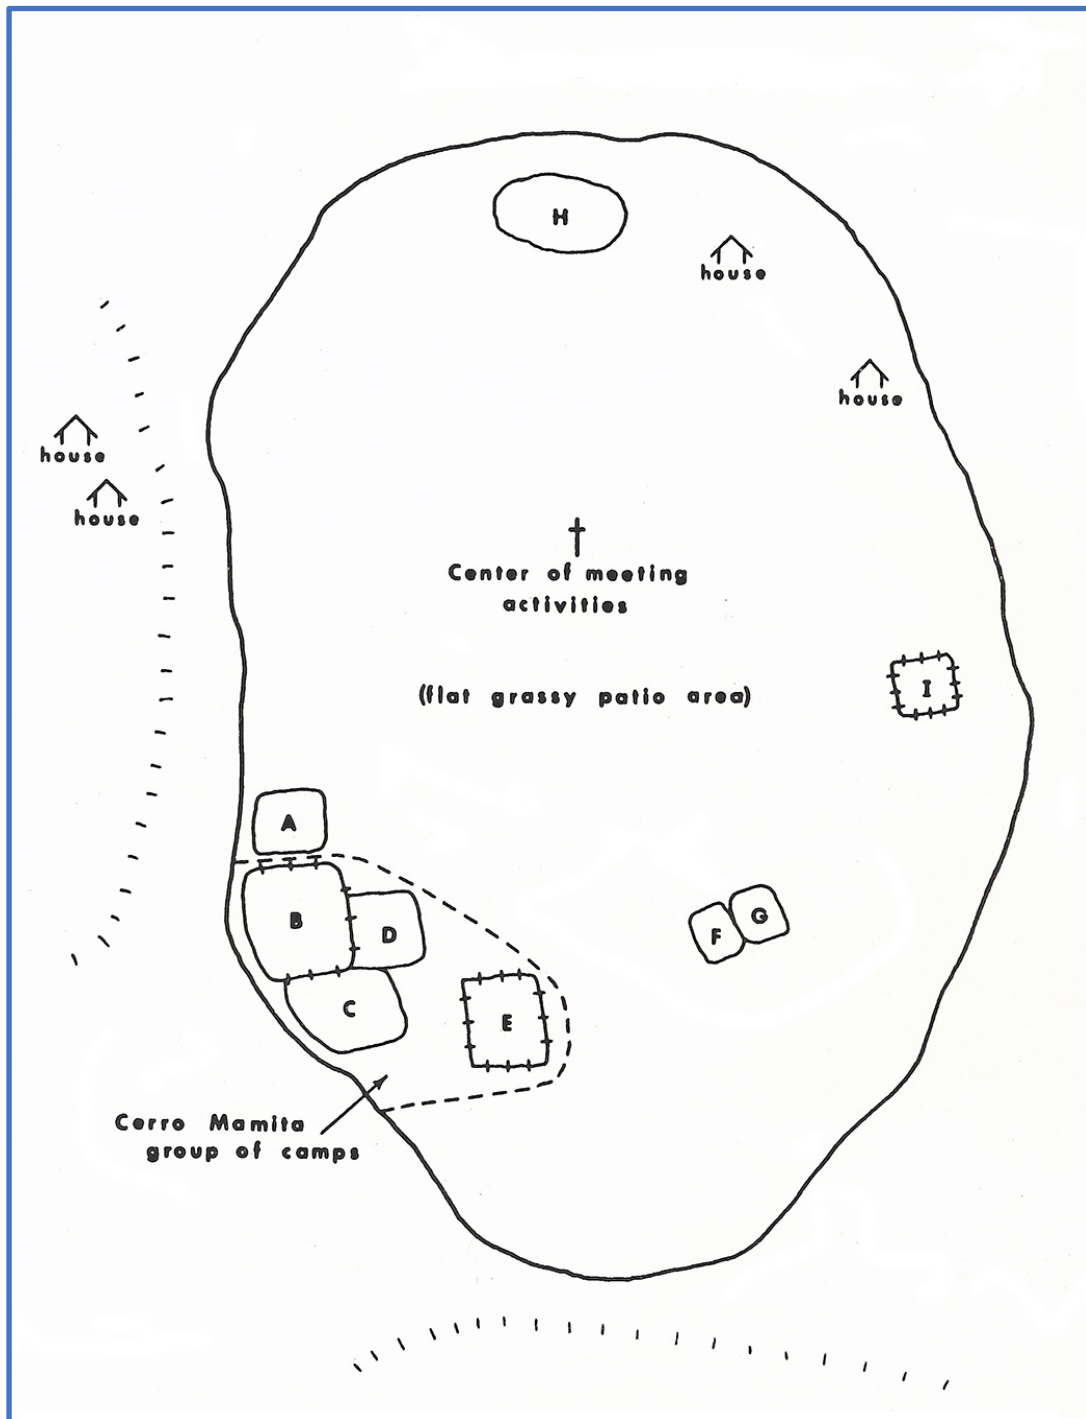 H
house
house
house
house
Center of meeting
activities
(flat grassy patio area)
I
A
B
D
F
G
C
E
Cerro Mamita
group of camps